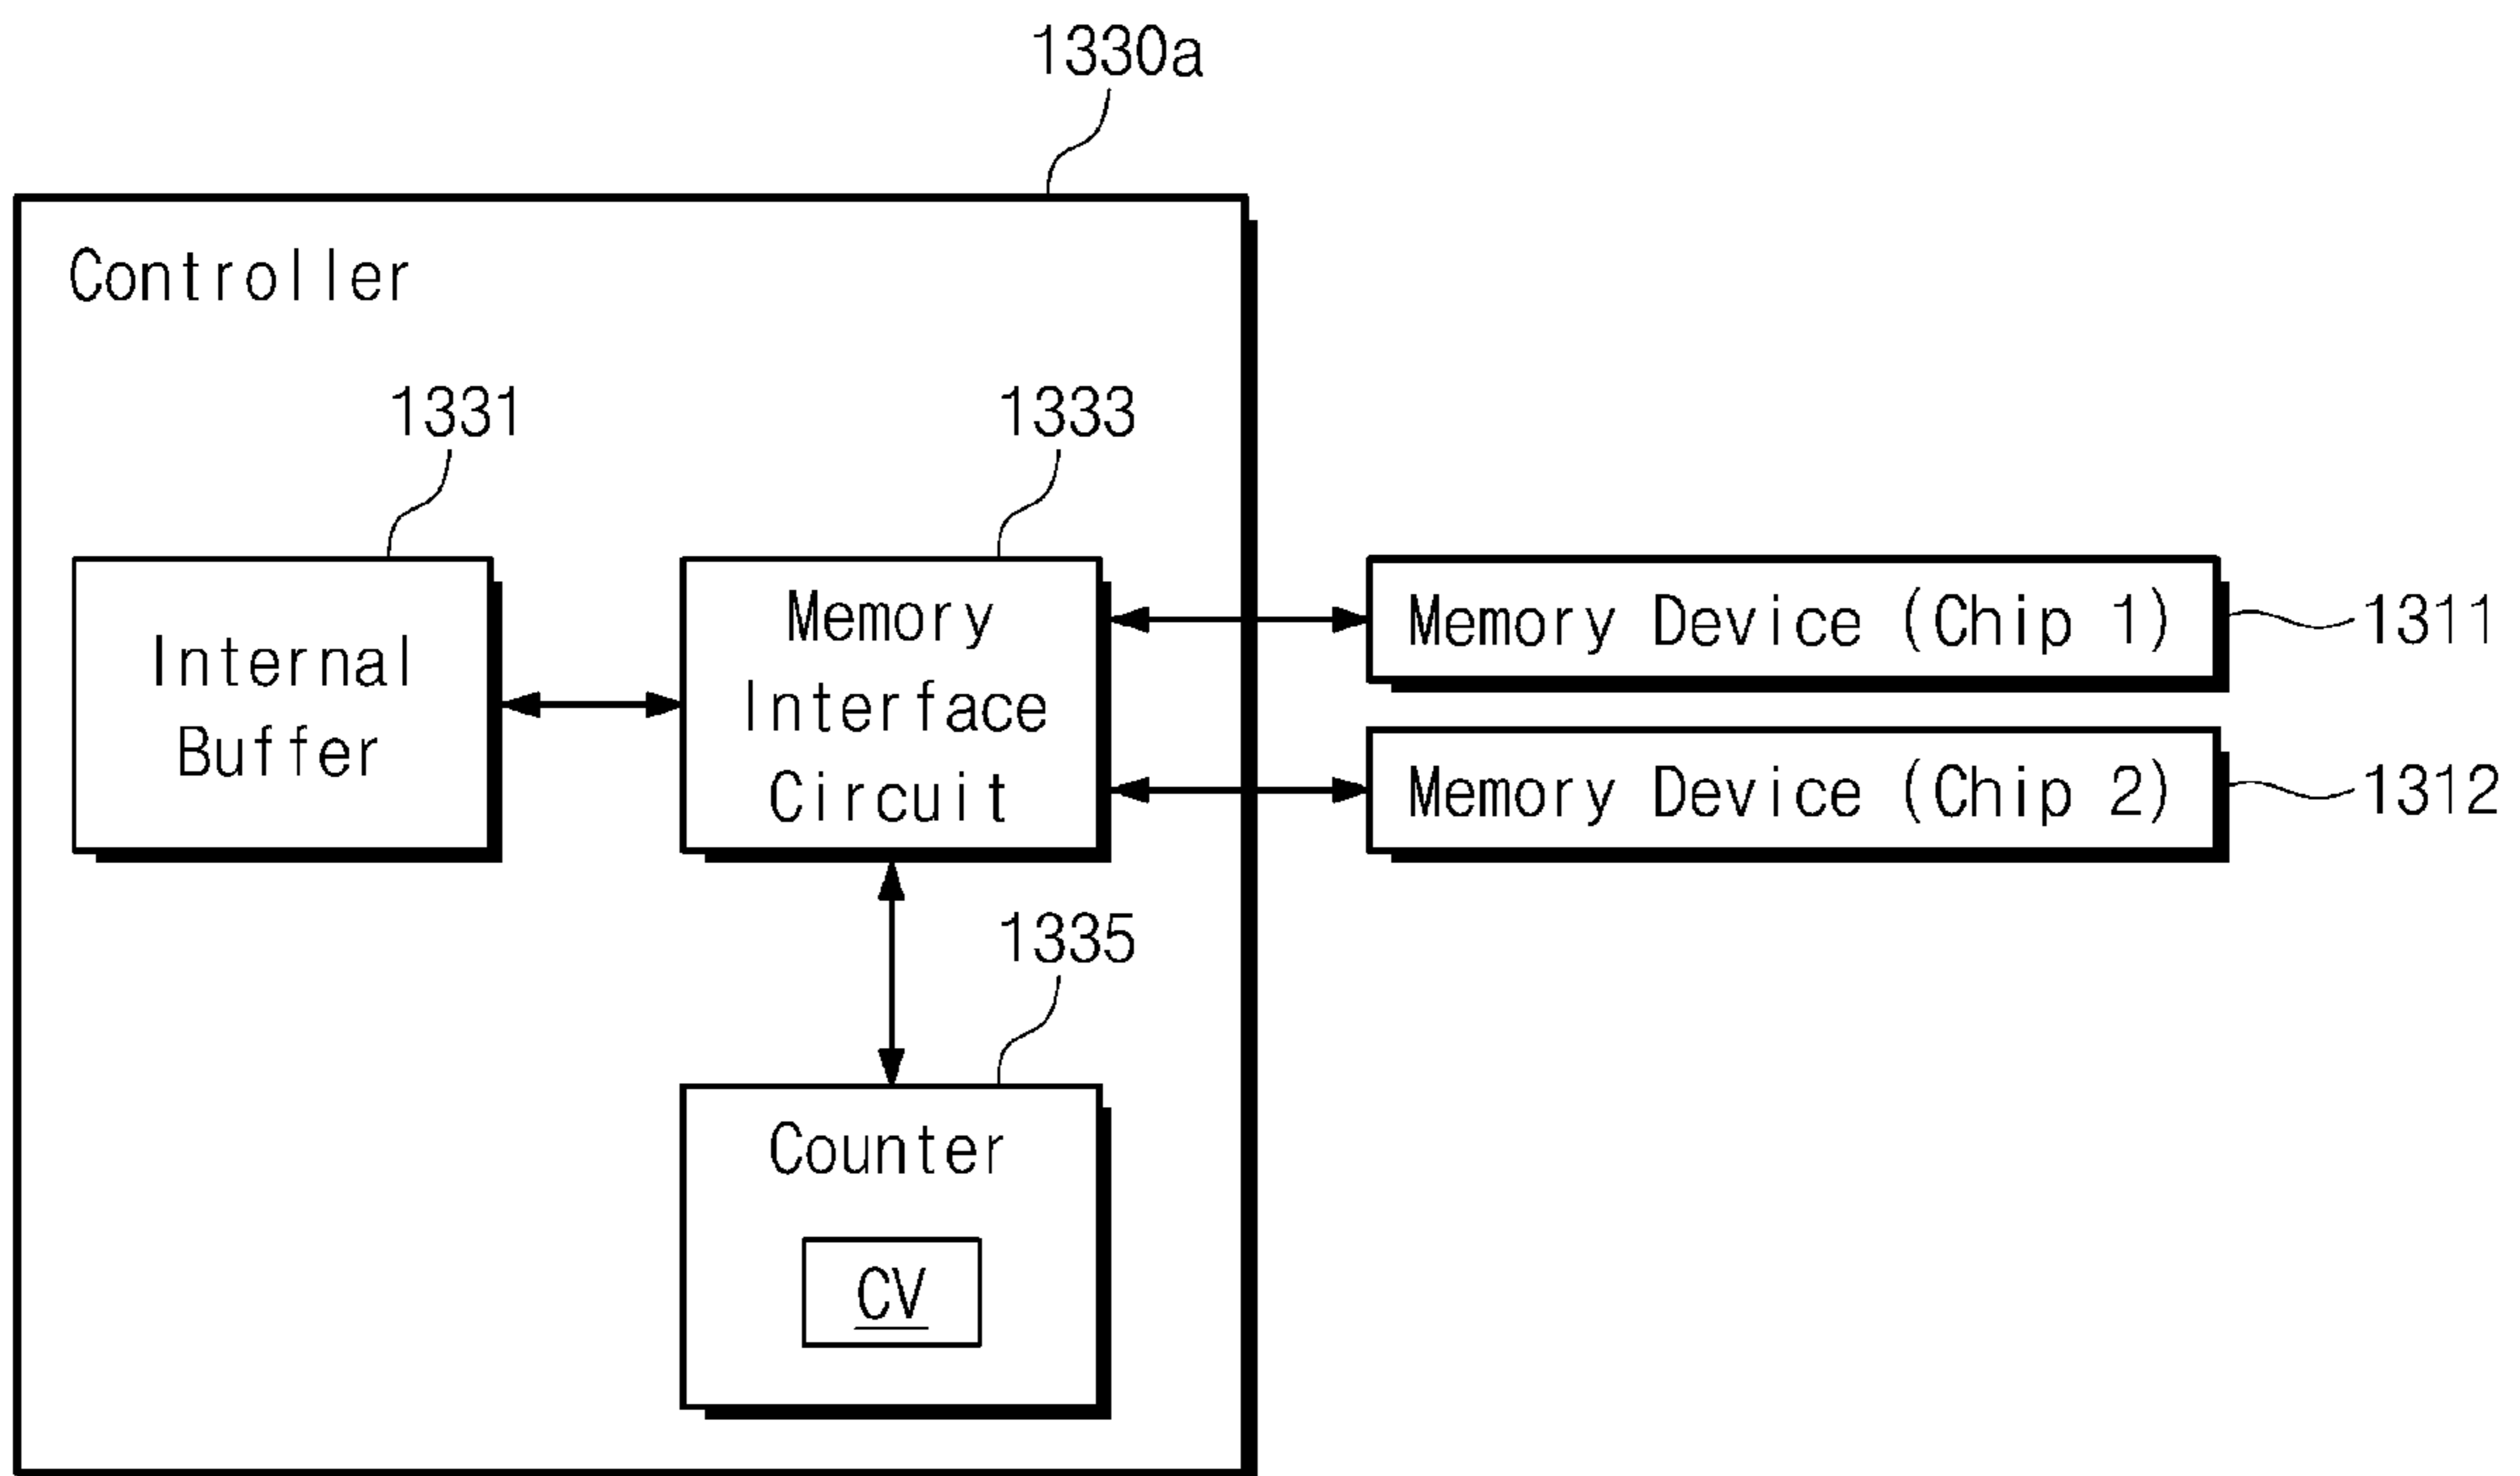 1330a
Controller
1331
1333
Internal
Buffer
Memory
Interface
Circuit
Memory Device (Chip 1)
1311
Memory Device (Chip 2)
1312
1335
Counter
CV